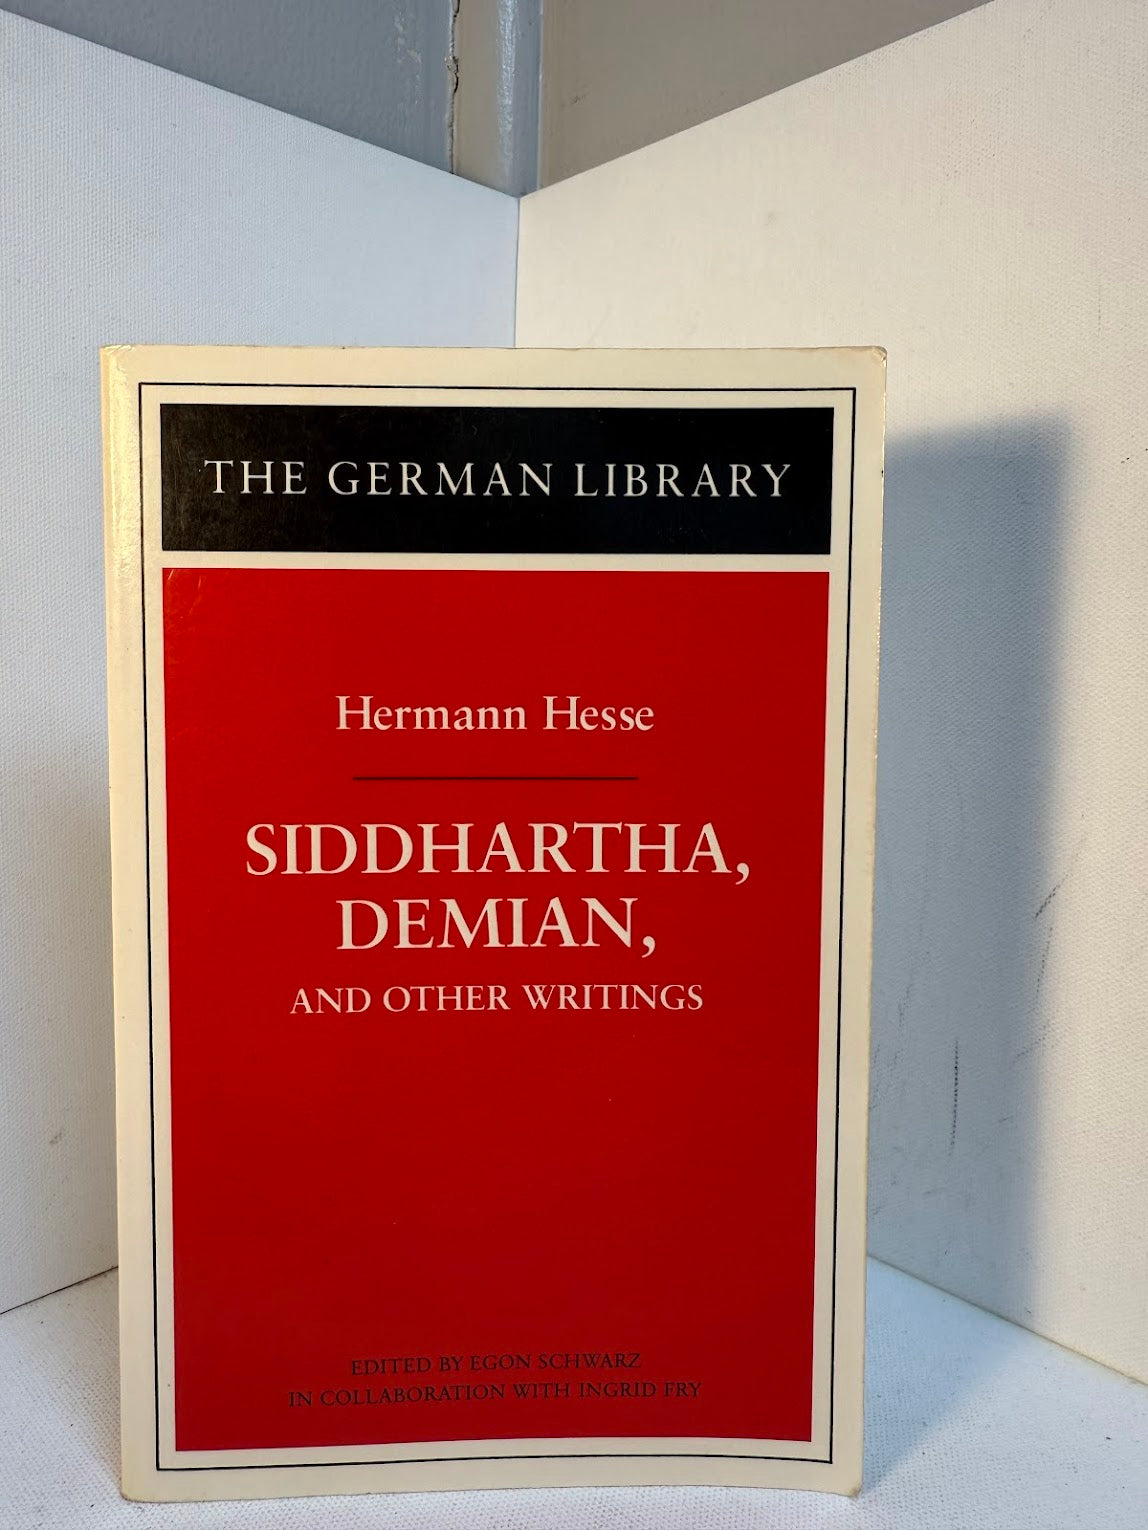 THE GERMAN LIBRARY
Hermann Hesse
SIDDHARTHA,
DEMIAN,
AND OTHER WRITINGS
EDITED BY EGON SCHWARZ
IN COLLABORATION WITH INGRID FRY